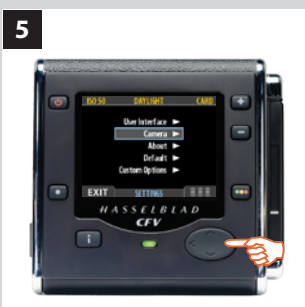 5
ISO 50 DAYLIGHT CARD
User Interface ►
Camera ►
About ►
Default ►
Custom Options ►
EXIT SETTINGS
HASSELBLAD
CFV
i